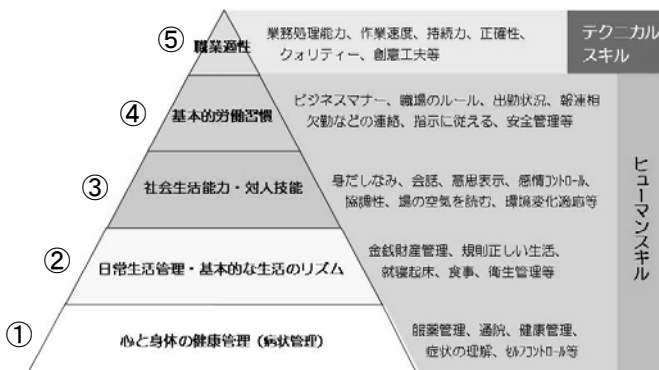 ⑤ 職業適性
業務処理能力、作業速度、持続力、正確性、
クォリティー、創意工夫等
テクニカル
スキル
④ 基本的労働習慣
ビジネスマナー、職場のルール、出勤状況、報連相
欠勤などの連絡、指示に従える、安全管理等
③ 社会生活能力・対人技能
身だしなみ、会話、意思表示、感情コントロール、
協調性、場の空気を読む、環境変化適応等
② 日常生活管理・基本的な生活のリズム
金銭財産管理、規則正しい生活、
就寝起床、食事、衛生管理等
① 心と身体の健康管理（病状管理）
服薬管理、通院、健康管理、
症状の理解、セルフコントロール等
ヒューマンスキル